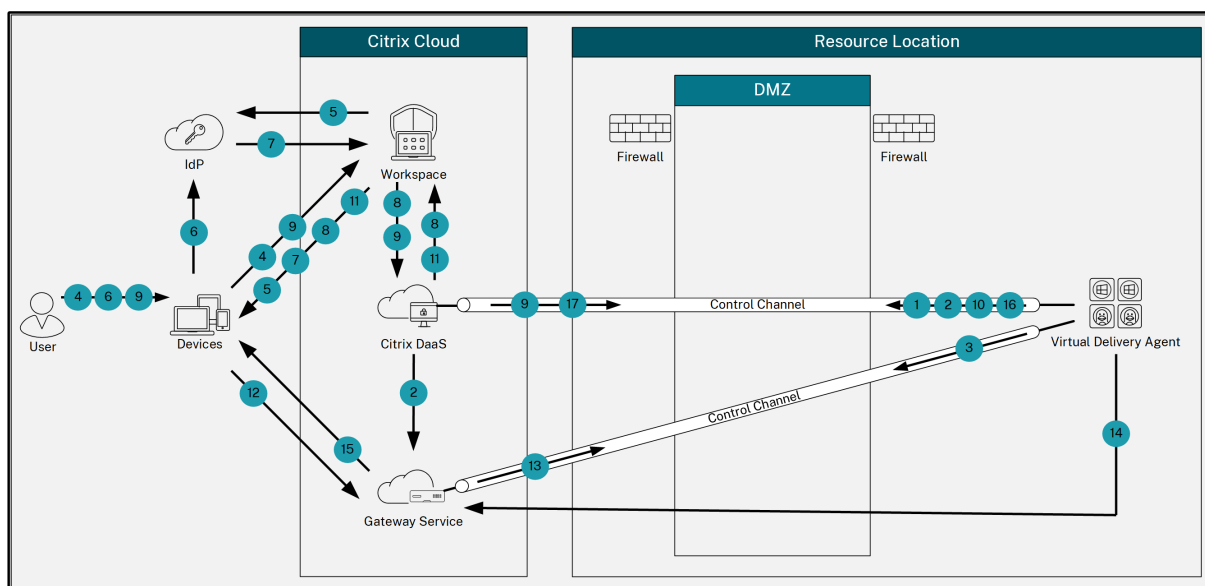 Citrix Cloud
Resource Location
DMZ
5
7
IdP
Workspace
Firewall
Firewall
11
8
8
9
9
8
4
7
5
11
6
4 6 9
User
Devices
Citrix DaaS
9 17
Control Channel
1 2 10 16
Virtual Delivery Agent
3
2
12
Control Channel
15
13
14
Gateway Service